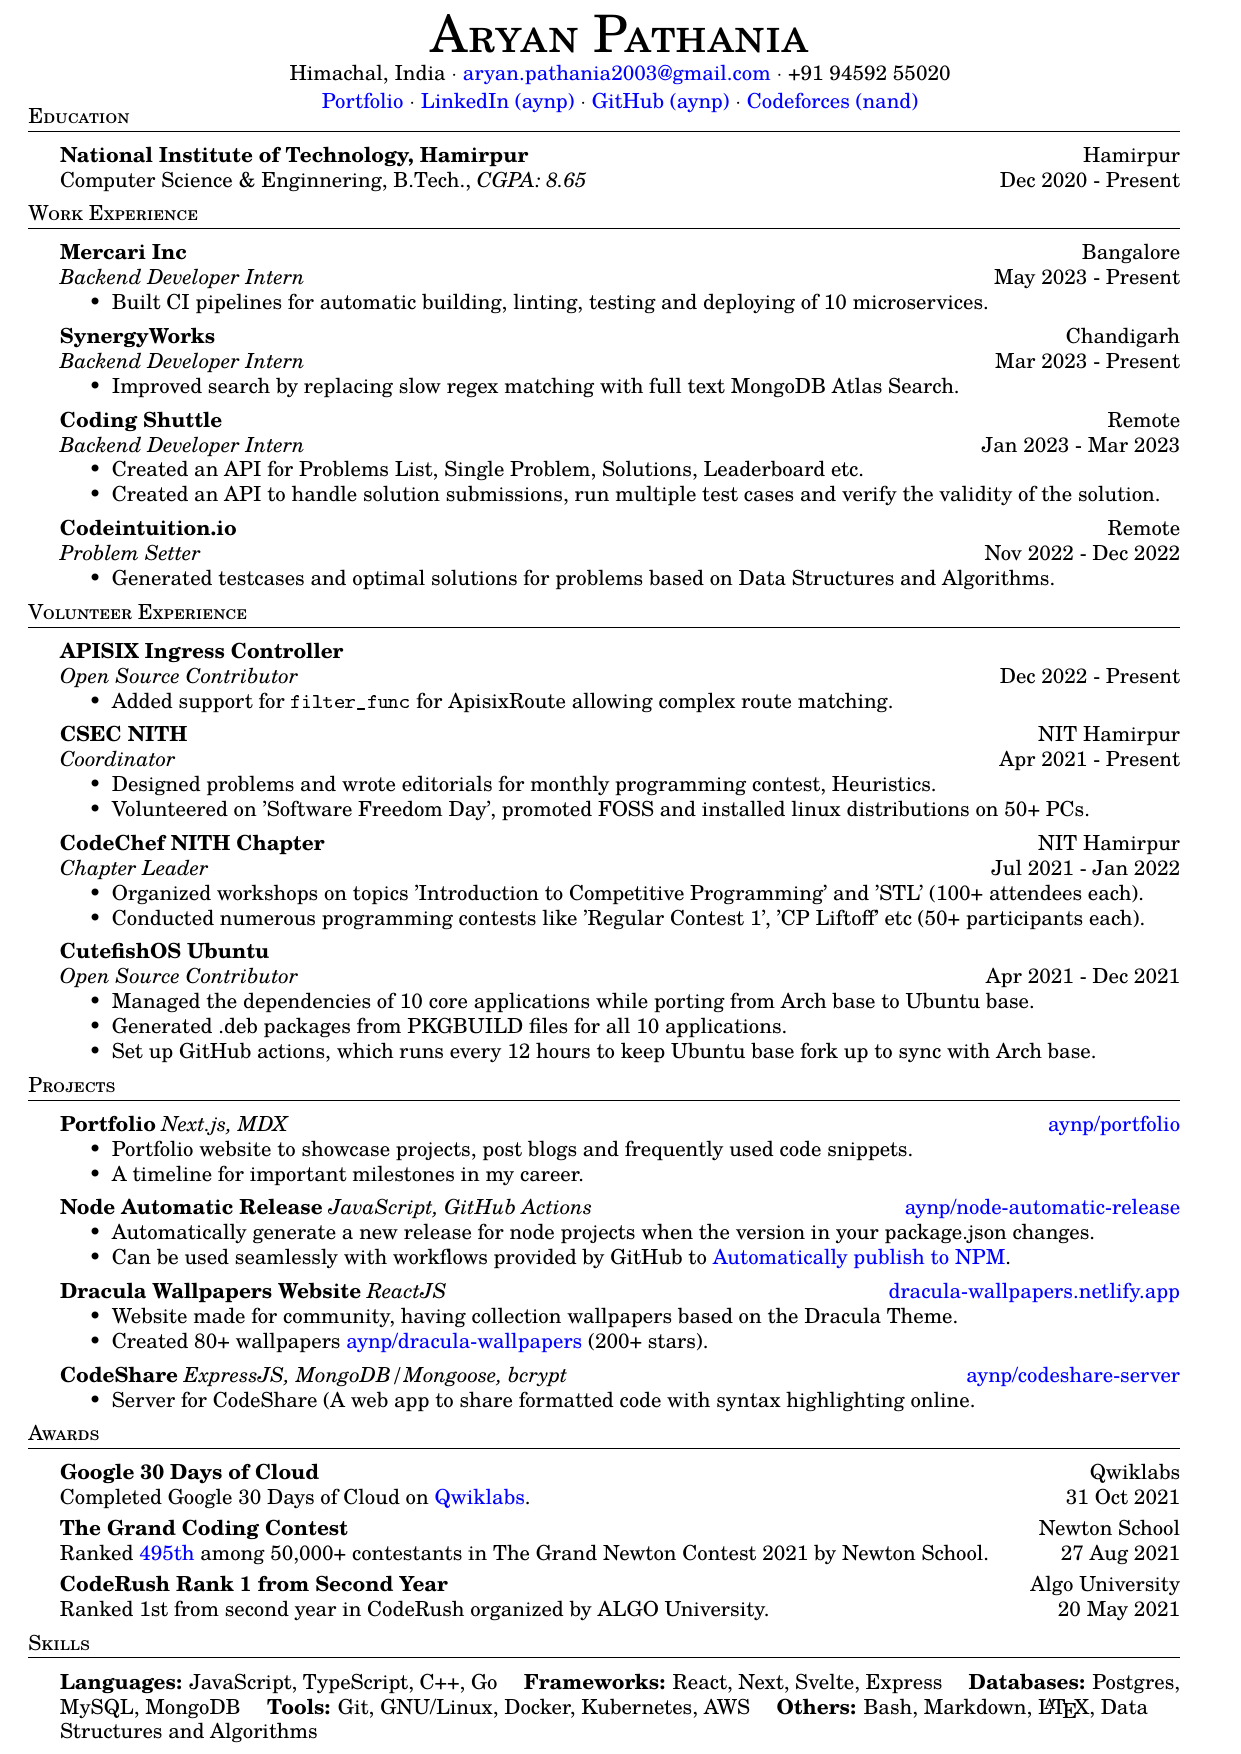 Aryan Pathania
Himachal, India · aryan.pathania2003@gmail.com · +91 94592 55020
Portfolio · LinkedIn (aynp) · GitHub (aynp) · Codeforces (nand)
Education
National Institute of Technology, Hamirpur Hamirpur
Computer Science & Enginnering, B.Tech., CGPA: 8.65 Dec 2020 - Present
Work Experience
Mercari Inc Bangalore
Backend Developer Intern May 2023 - Present
• Built CI pipelines for automatic building, linting, testing and deploying of 10 microservices.
SynergyWorks Chandigarh
Backend Developer Intern Mar 2023 - Present
• Improved search by replacing slow regex matching with full text MongoDB Atlas Search.
Coding Shuttle Remote
Backend Developer Intern Jan 2023 - Mar 2023
• Created an API for Problems List, Single Problem, Solutions, Leaderboard etc.
• Created an API to handle solution submissions, run multiple test cases and verify the validity of the solution.
Codeintuition.io Remote
Problem Setter Nov 2022 - Dec 2022
• Generated testcases and optimal solutions for problems based on Data Structures and Algorithms.
Volunteer Experience
APISIX Ingress Controller
Open Source Contributor Dec 2022 - Present
• Added support for filter_func for ApisixRoute allowing complex route matching.
CSEC NITH NIT Hamirpur
Coordinator Apr 2021 - Present
• Designed problems and wrote editorials for monthly programming contest, Heuristics.
• Volunteered on ’Software Freedom Day’, promoted FOSS and installed linux distributions on 50+ PCs.
CodeChef NITH Chapter NIT Hamirpur
Chapter Leader Jul 2021 - Jan 2022
• Organized workshops on topics ’Introduction to Competitive Programming’ and ’STL’ (100+ attendees each).
• Conducted numerous programming contests like ’Regular Contest 1’, ’CP Liftoff’ etc (50+ participants each).
CutefishOS Ubuntu
Open Source Contributor Apr 2021 - Dec 2021
• Managed the dependencies of 10 core applications while porting from Arch base to Ubuntu base.
• Generated .deb packages from PKGBUILD files for all 10 applications.
• Set up GitHub actions, which runs every 12 hours to keep Ubuntu base fork up to sync with Arch base.
Projects
Portfolio Next.js, MDX aynp/portfolio
• Portfolio website to showcase projects, post blogs and frequently used code snippets.
• A timeline for important milestones in my career.
Node Automatic Release JavaScript, GitHub Actions aynp/node-automatic-release
• Automatically generate a new release for node projects when the version in your package.json changes.
• Can be used seamlessly with workflows provided by GitHub to Automatically publish to NPM.
Dracula Wallpapers Website ReactJS dracula-wallpapers.netlify.app
• Website made for community, having collection wallpapers based on the Dracula Theme.
• Created 80+ wallpapers aynp/dracula-wallpapers (200+ stars).
CodeShare ExpressJS, MongoDB/Mongoose, bcrypt aynp/codeshare-server
• Server for CodeShare (A web app to share formatted code with syntax highlighting online.
Awards
Google 30 Days of Cloud Qwiklabs
Completed Google 30 Days of Cloud on Qwiklabs. 31 Oct 2021
The Grand Coding Contest Newton School
Ranked 495th among 50,000+ contestants in The Grand Newton Contest 2021 by Newton School. 27 Aug 2021
CodeRush Rank 1 from Second Year Algo University
Ranked 1st from second year in CodeRush organized by ALGO University. 20 May 2021
Skills
Languages: JavaScript, TypeScript, C++, Go Frameworks: React, Next, Svelte, Express Databases: Postgres,
MySQL, MongoDB Tools: Git, GNU/Linux, Docker, Kubernetes, AWS Others: Bash, Markdown, LATEX, Data
Structures and Algorithms